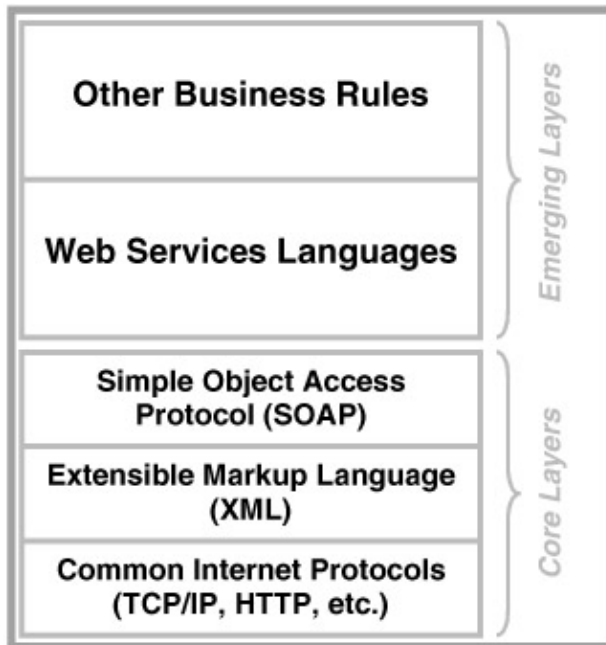 Other Business Rules
Web Services Languages
Emerging Layers
Simple Object Access
Protocol (SOAP)
Extensible Markup Language
(XML)
Common Internet Protocols
(TCP/IP, HTTP, etc.)
Core Layers